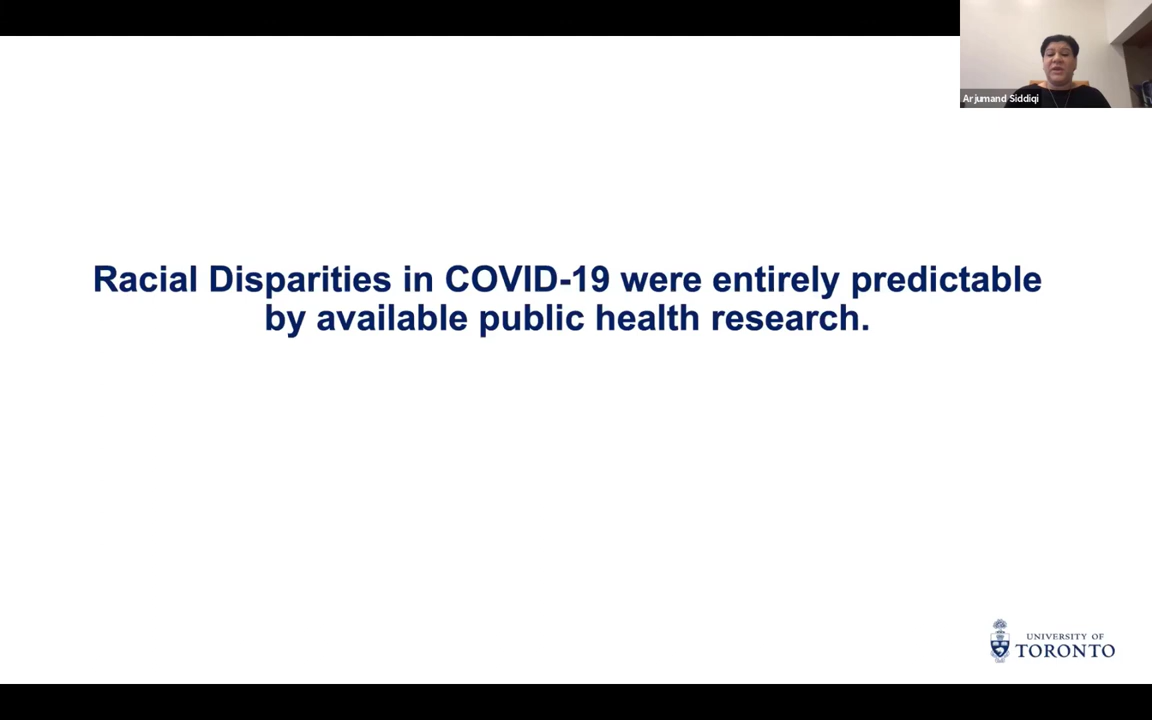 Arjumand Siddiqi
Racial Disparities in COVID-19 were entirely predictable
by available public health research.
UNIVERSITY OF
TORONTO